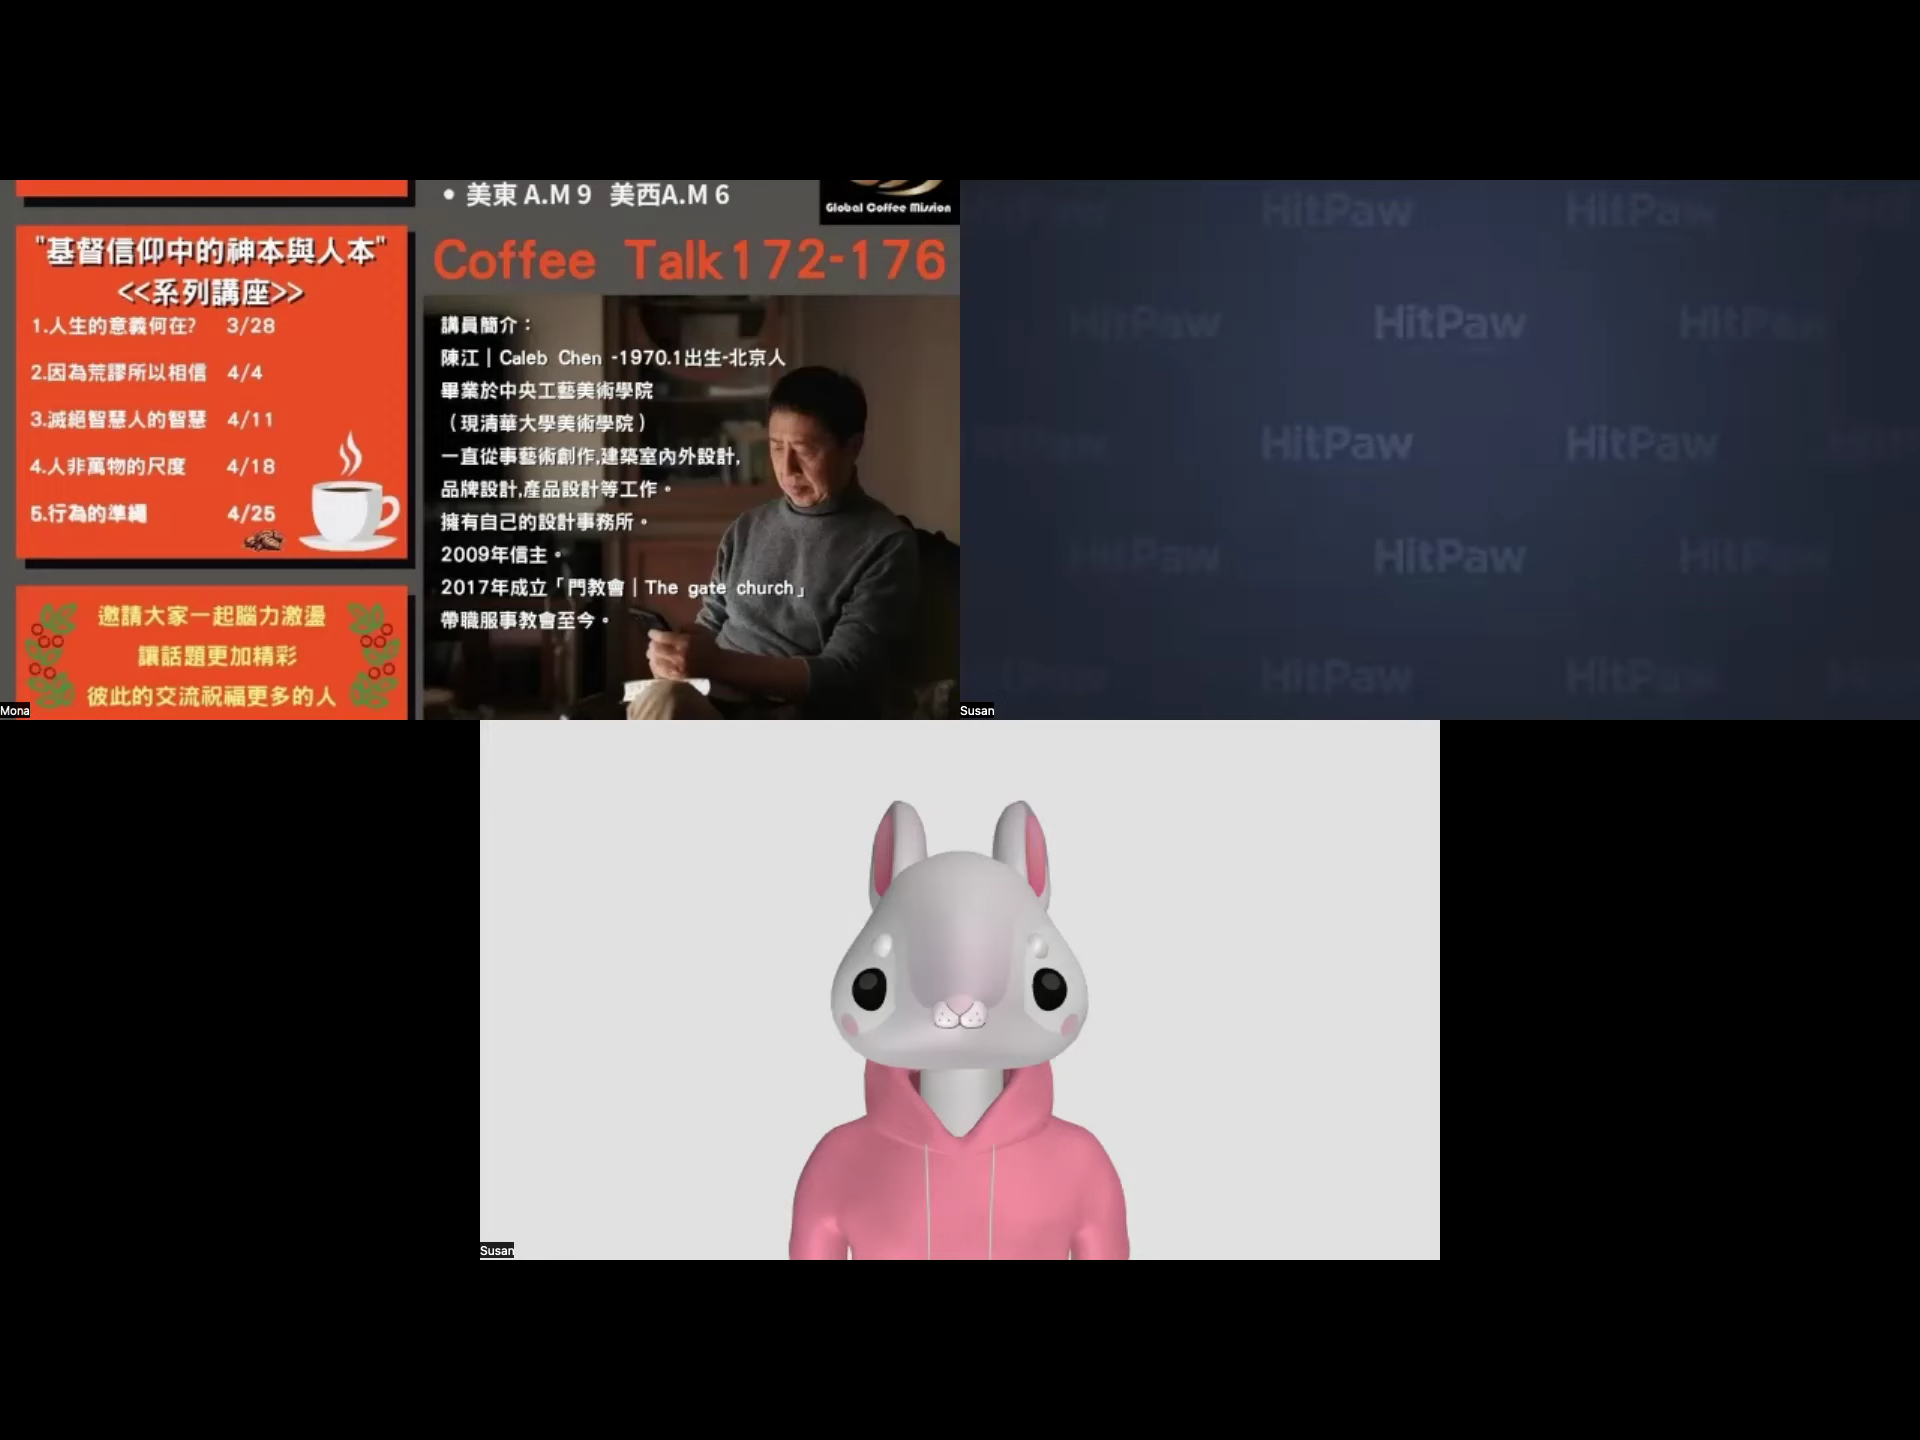 美東 A.M 9 美西A.M 6
Global Coffee Mission
"基督信仰中的神本與人本"
<<系列講座>>
1.人生的意義何在? 3/28
2.因為荒謬所以相信 4/4
3.滅絕智慧人的智慧 4/11
4.人非萬物的尺度 4/18
5.行為的準繩 4/25
邀請大家一起腦力激盪
讓話題更加精彩
彼此的交流祝福更多的人
Coffee Talk172-176
講員簡介：
陳江 | Caleb Chen -1970.1出生-北京人
畢業於中央工藝美術學院
（現清華大學美術學院）
一直從事藝術創作,建築室內外設計,
品牌設計,產品設計等工作。
擁有自己的設計事務所。
2009年信主。
2017年成立「門教會 | The gate church」
帶職服事教會至今。
Mona
HitPaw HitPaw
HitPaw HitPaw HitPaw
HitPaw HitPaw
HitPaw HitPaw HitPaw
HitPaw HitPaw
Susan
Susan